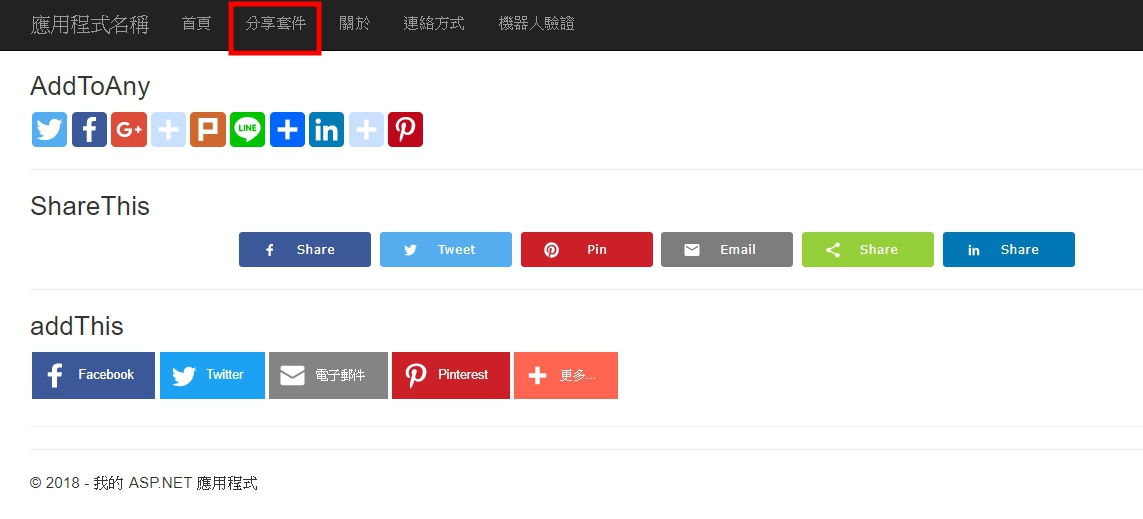 應用程式名稱 首頁 分享套件 關於 連絡方式 機器人驗證
AddToAny
G+ LINE in
ShareThis
Share Tweet Pin Email Share in Share
addThis
Facebook Twitter 電子郵件 Pinterest 更多...
© 2018 - 我的 ASP.NET 應用程式